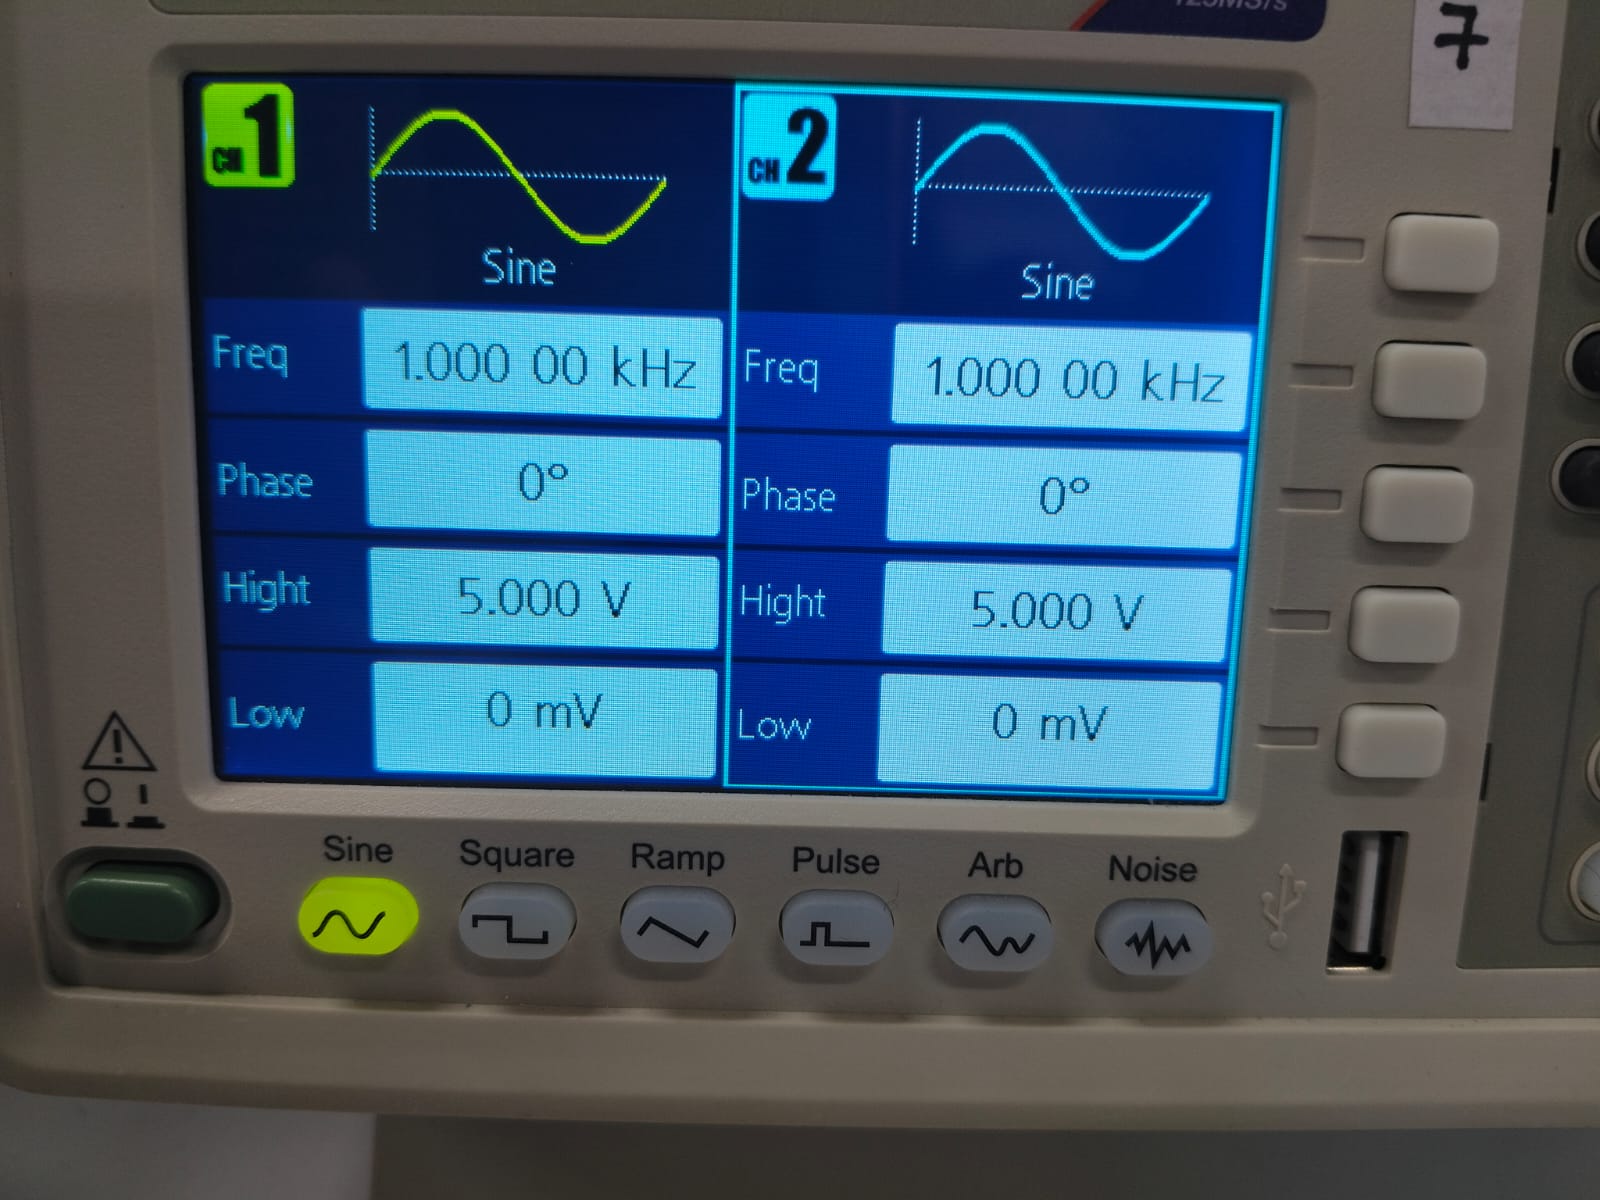 125MS/s
7
CH 1
Sine
Freq 1.000 00 kHz
Phase 0°
Hight 5.000 V
Low 0 mV
CH 2
Sine
Freq 1.000 00 kHz
Phase 0°
Hight 5.000 V
Low 0 mV
Sine Square Ramp Pulse Arb Noise